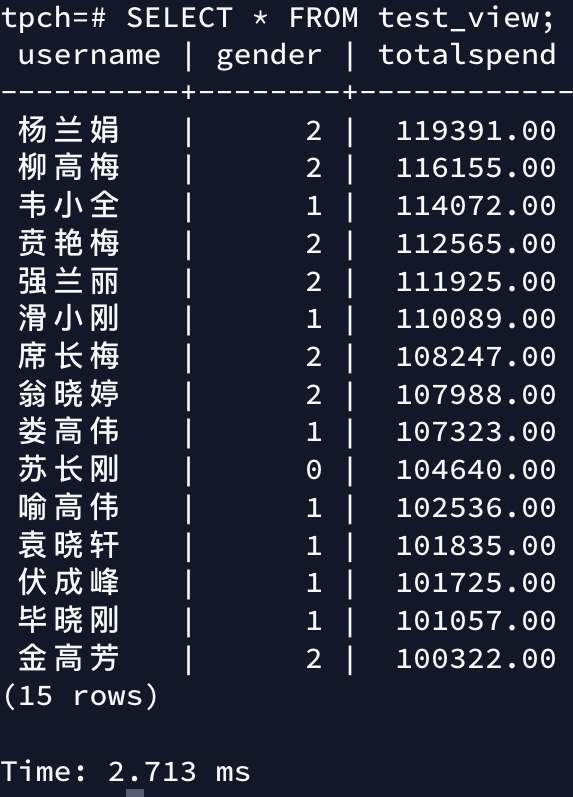 tpch=# SELECT * FROM test_view;
username | gender | totalspend
----------+--------+------------
杨兰娟 | 2 | 119391.00
柳高梅 | 2 | 116155.00
韦小全 | 1 | 114072.00
贲艳梅 | 2 | 112565.00
强兰丽 | 2 | 111925.00
滑小刚 | 1 | 110089.00
席长梅 | 2 | 108247.00
翁晓婷 | 2 | 107988.00
娄高伟 | 1 | 107323.00
苏长刚 | 0 | 104640.00
喻高伟 | 1 | 102536.00
袁晓轩 | 1 | 101835.00
伏成峰 | 1 | 101725.00
毕晓刚 | 1 | 101057.00
金高芳 | 2 | 100322.00
(15 rows)
Time: 2.713 ms